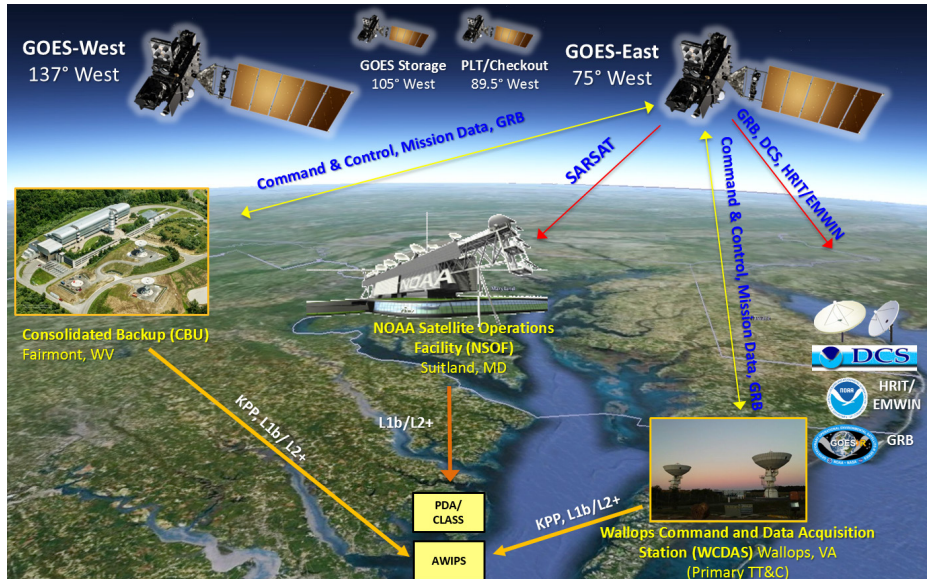 GOES-West
137° West
GOES Storage
105° West
PLT/Checkout
89.5° West
GOES-East
75° West
Command & Control, Mission Data, GRB
SARSAT
Command & Control, Mission Data, GRB
GRB, DCS, HRIT/EMWIN
NOAA
Consolidated Backup (CBU)
Fairmont, WV
NOAA Satellite Operations
Facility (NSOF)
Suitland, MD
DCS
HRIT/
EMWIN
NOAA
GRB
GOES-R
KPP, L1b/ L2+
L1b/L2+
PDA/
CLASS
AWIPS
KPP, L1b/L2+
Wallops Command and Data Acquisition
Station (WCDAS) Wallops, VA
(Primary TT&C)